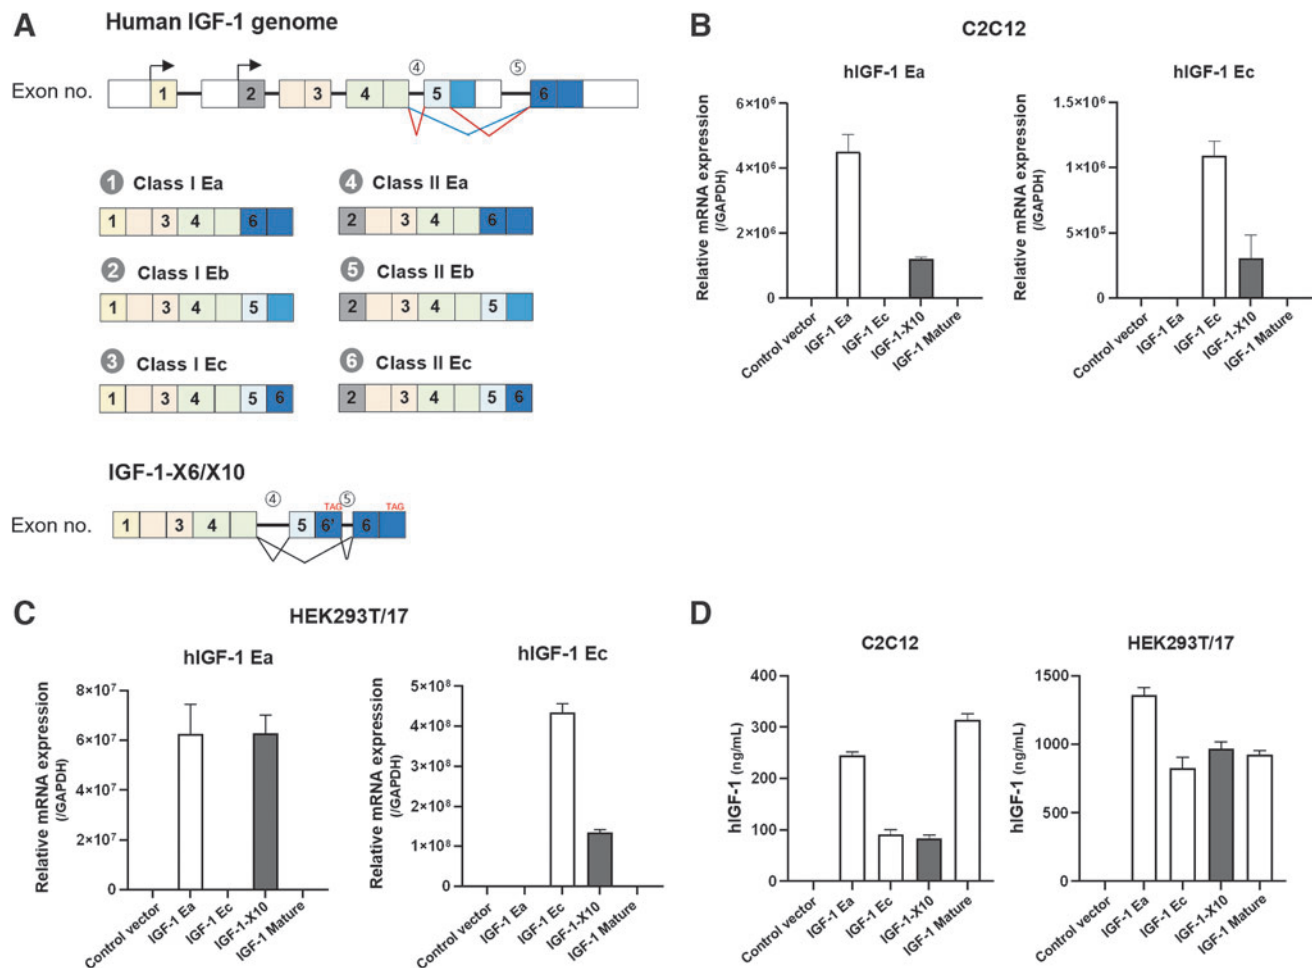 A
Human IGF-1 genome
④ ⑤
Exon no. 1 2 3 4 5 6
1 Class I Ea
1 3 4 6
4 Class II Ea
2 3 4 6
2 Class I Eb
1 3 4 5
5 Class II Eb
2 3 4 5
3 Class I Ec
1 3 4 5 6
6 Class II Ec
2 3 4 5 6
IGF-1-X6/X10
④ TAG ⑤ TAG
Exon no. 1 3 4 5 6' 6
B
C2C12
hIGF-1 Ea
Relative mRNA expression
(/GAPDH)
6×10⁶
4×10⁶
2×10⁶
0
Control vector
IGF-1 Ea
IGF-1 Ec
IGF-1-X10
IGF-1 Mature
hIGF-1 Ec
Relative mRNA expression
(/GAPDH)
1.5×10⁶
1×10⁶
5×10⁵
0
Control vector
IGF-1 Ea
IGF-1 Ec
IGF-1-X10
IGF-1 Mature
C
HEK293T/17
hIGF-1 Ea
Relative mRNA expression
(/GAPDH)
8×10⁷
6×10⁷
4×10⁷
2×10⁷
0
Control vector
IGF-1 Ea
IGF-1 Ec
IGF-1-X10
IGF-1 Mature
hIGF-1 Ec
Relative mRNA expression
(/GAPDH)
5×10⁸
4×10⁸
3×10⁸
2×10⁸
1×10⁸
0
Control vector
IGF-1 Ea
IGF-1 Ec
IGF-1-X10
IGF-1 Mature
D
C2C12
hIGF-1 (ng/mL)
400
300
200
100
0
Control vector
IGF-1 Ea
IGF-1 Ec
IGF-1-X10
IGF-1 Mature
HEK293T/17
hIGF-1 (ng/mL)
1500
1000
500
0
Control vector
IGF-1 Ea
IGF-1 Ec
IGF-1-X10
IGF-1 Mature